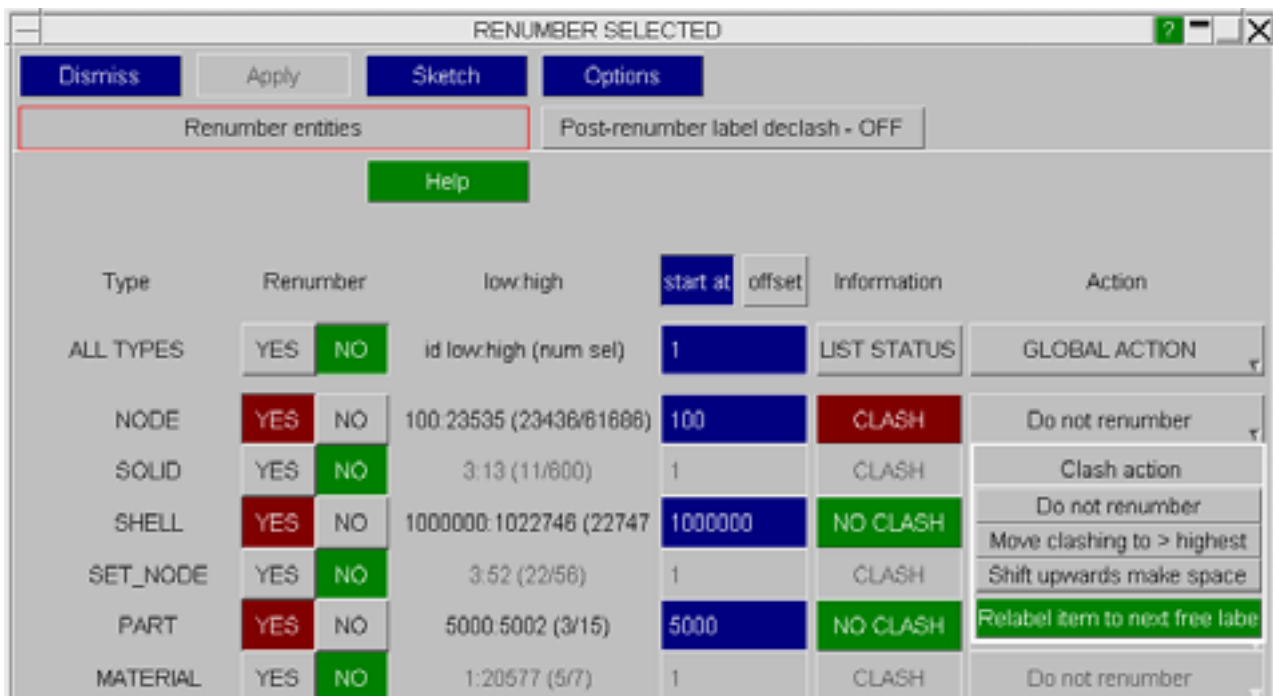 RENUMBER SELECTED ?
Dismiss Apply Sketch Options
Renumber entities Post-renumber label declash - OFF
Help
Type Renumber low:high start at offset Information Action
ALL TYPES YES NO id low:high (num sel) 1 LIST STATUS GLOBAL ACTION
NODE YES NO 100:23535 (23436/61686) 100 CLASH Do not renumber
SOLID YES NO 3:13 (11/600) 1 CLASH Clash action
Do not renumber
SHELL YES NO 1000000:1022746 (22747 1000000 NO CLASH Move clashing to > highest
SET_NODE YES NO 3:52 (22/56) 1 CLASH Shift upwards make space
PART YES NO 5000:5002 (3/15) 5000 NO CLASH Relabel item to next free labe
MATERIAL YES NO 1:20577 (5/7) 1 CLASH Do not renumber